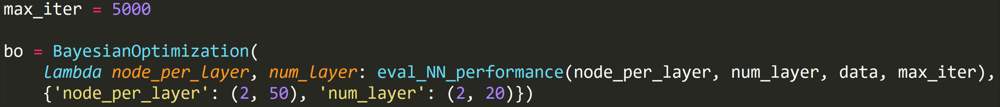 max_iter = 5000
bo = BayesianOptimization(
    lambda node_per_layer, num_layer: eval_NN_performance(node_per_layer, num_layer, data, max_iter),
    {'node_per_layer': (2, 50), 'num_layer': (2, 20)})